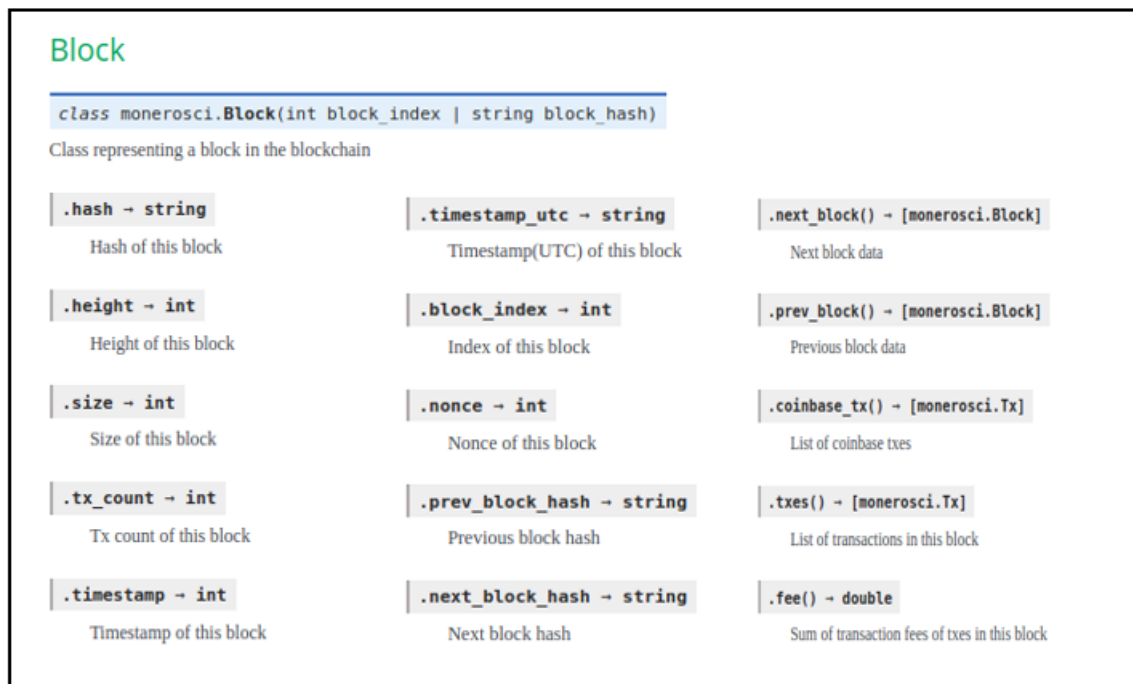 Block
class monerosci.Block(int block_index | string block_hash)
Class representing a block in the blockchain
.hash → string
Hash of this block
.height → int
Height of this block
.size → int
Size of this block
.tx_count → int
Tx count of this block
.timestamp → int
Timestamp of this block
.timestamp_utc → string
Timestamp(UTC) of this block
.block_index → int
Index of this block
.nonce → int
Nonce of this block
.prev_block_hash → string
Previous block hash
.next_block_hash → string
Next block hash
.next_block() → [monerosci.Block]
Next block data
.prev_block() → [monerosci.Block]
Previous block data
.coinbase_tx() → [monerosci.Tx]
List of coinbase txes
.txes() → [monerosci.Tx]
List of transactions in this block
.fee() → double
Sum of transaction fees of txes in this block